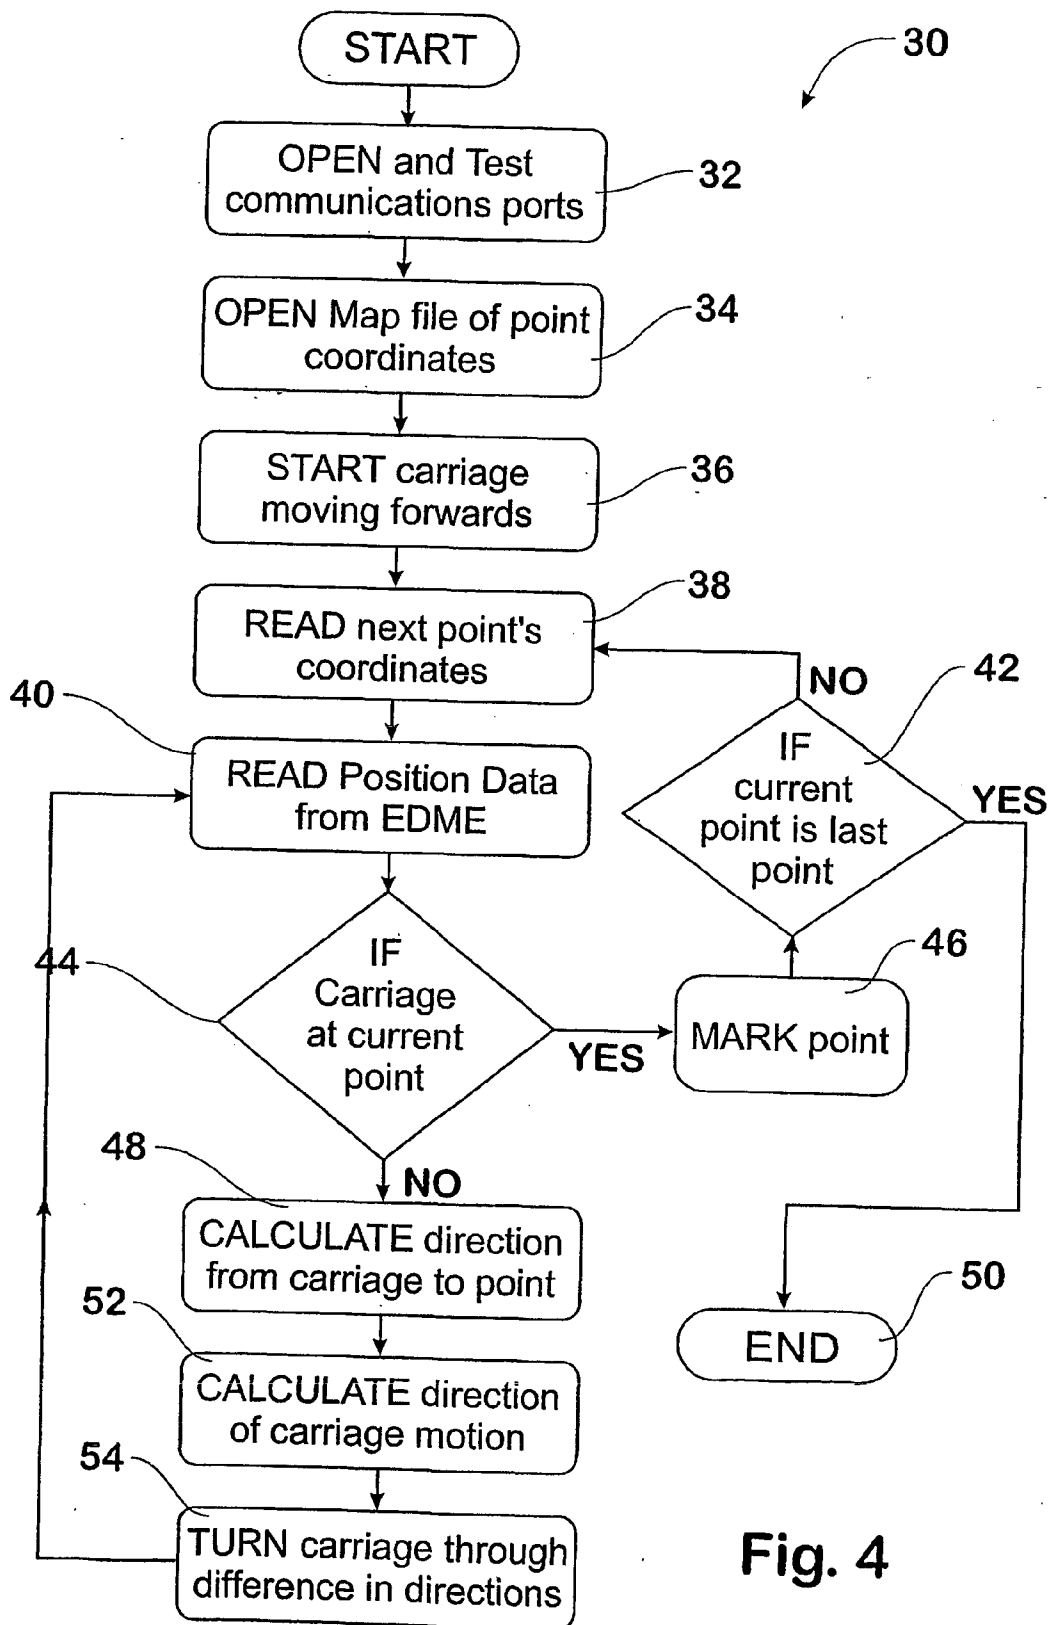 START
30
OPEN and Test
communications ports
32
OPEN Map file of point
coordinates
34
START carriage
moving forwards
36
READ next point's
coordinates
38
40
READ Position Data
from EDME
NO
42
IF
current
point is last
point
YES
44
IF
Carriage
at current
point
YES
46
MARK point
48
NO
CALCULATE direction
from carriage to point
52
CALCULATE direction
of carriage motion
50
END
54
TURN carriage through
difference in directions
Fig. 4